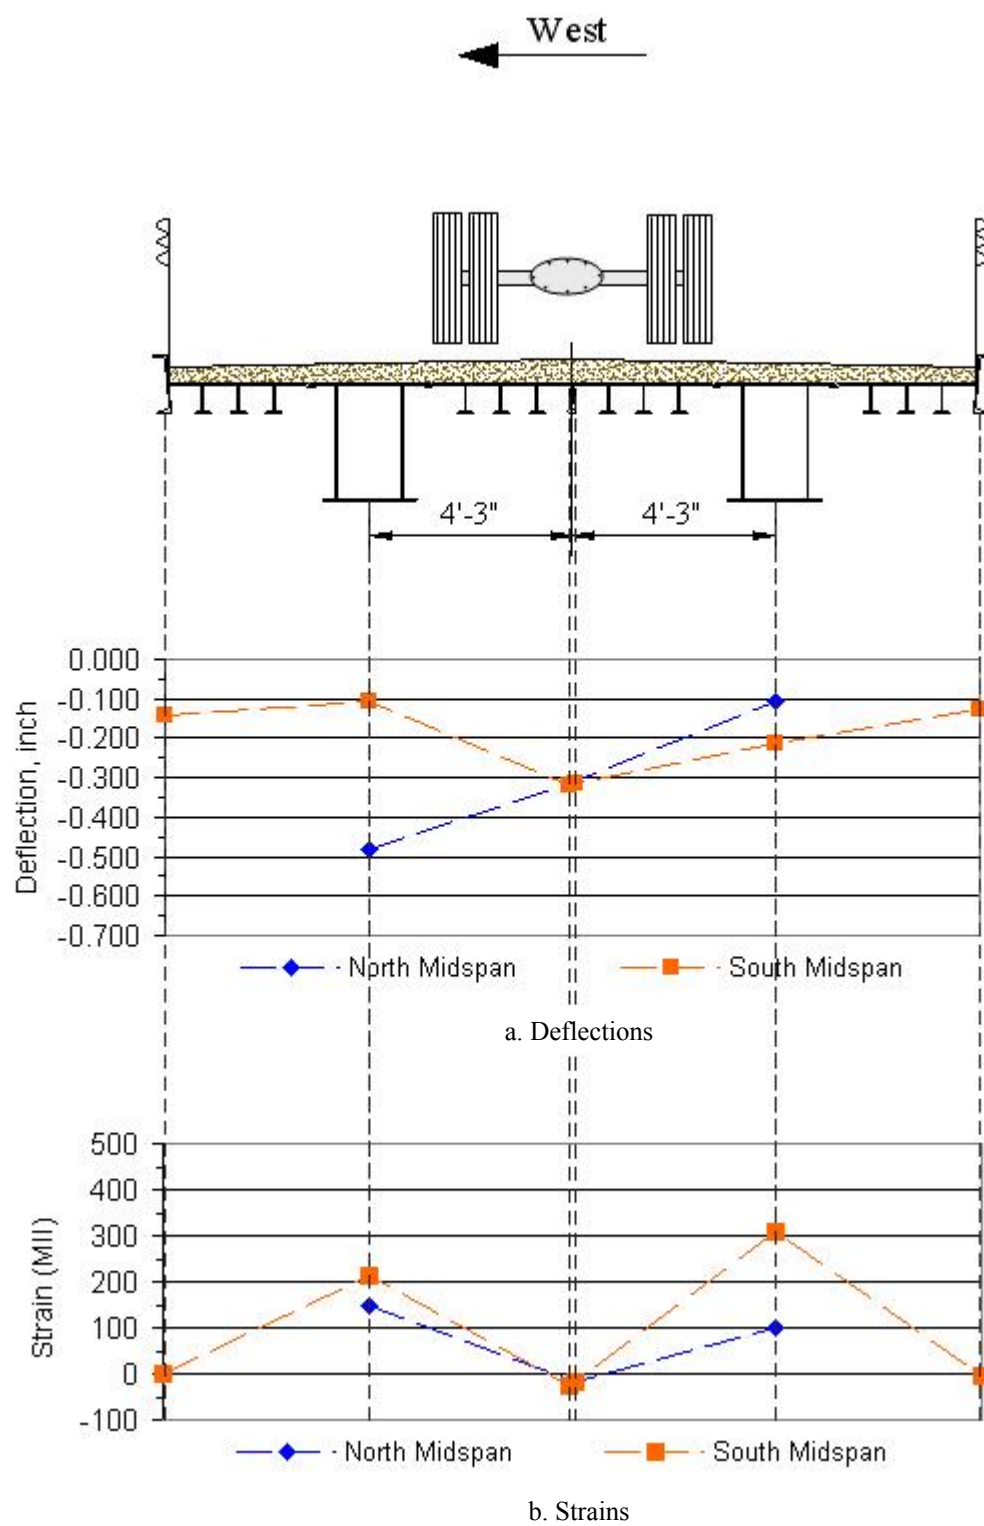 West
4'-3" 4'-3"
0.000
-0.100
-0.200
-0.300
-0.400
-0.500
-0.600
-0.700
Deflection, inch
North Midspan South Midspan
a. Deflections
500
400
300
200
100
0
-100
Strain (MII)
North Midspan South Midspan
b. Strains